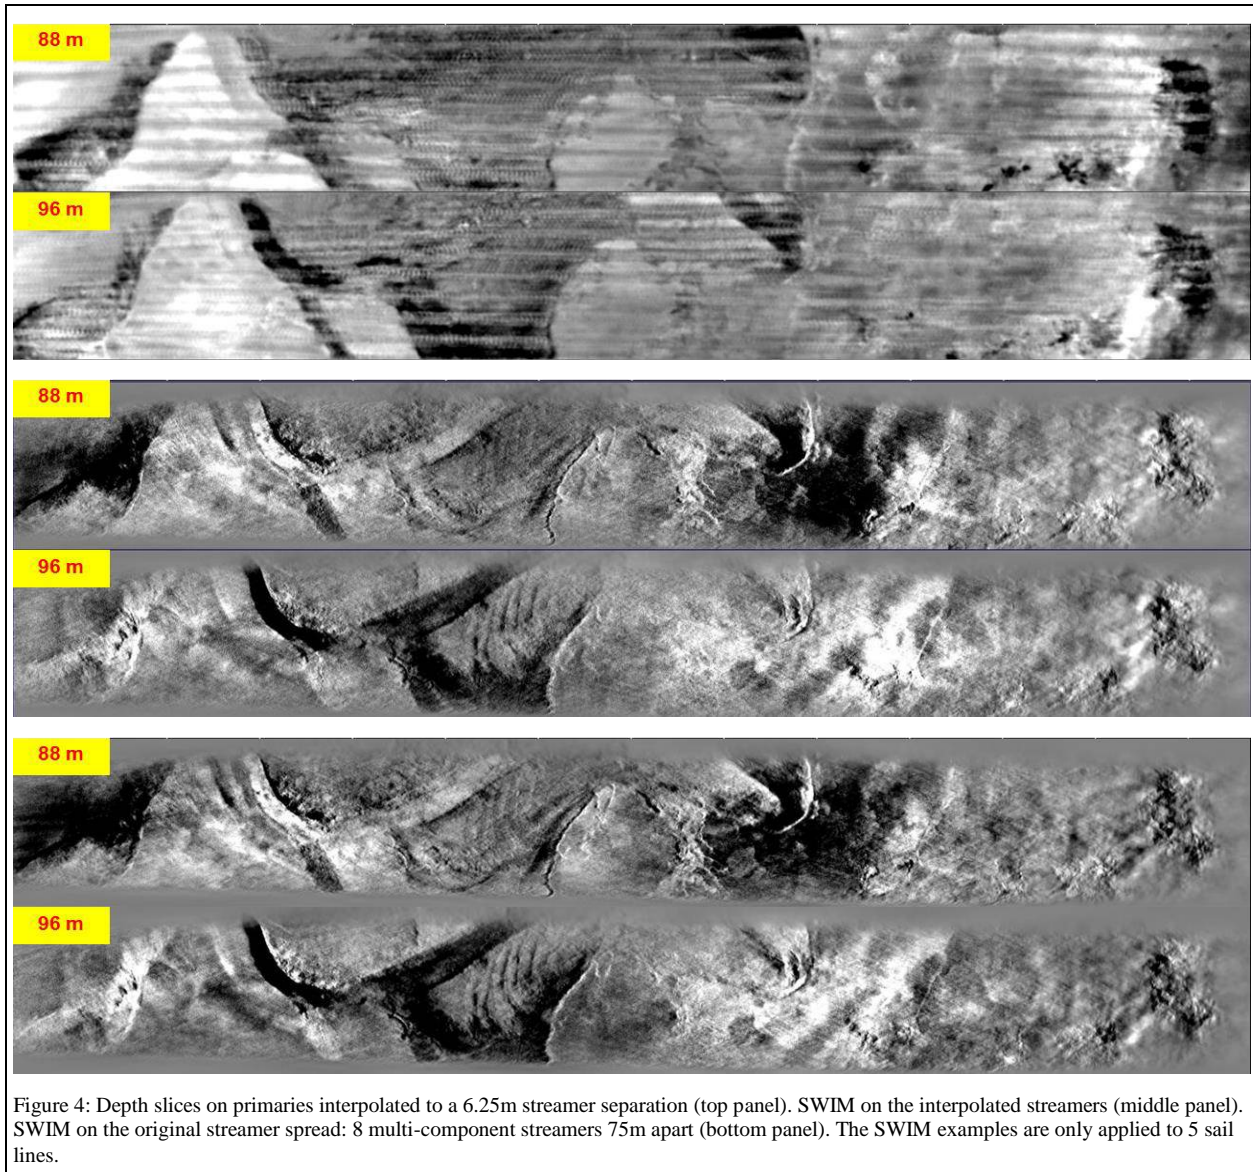 88 m
96 m
88 m
96 m
88 m
96 m
Figure 4: Depth slices on primaries interpolated to a 6.25m streamer separation (top panel). SWIM on the interpolated streamers (middle panel).
SWIM on the original streamer spread: 8 multi-component streamers 75m apart (bottom panel). The SWIM examples are only applied to 5 sail
lines.